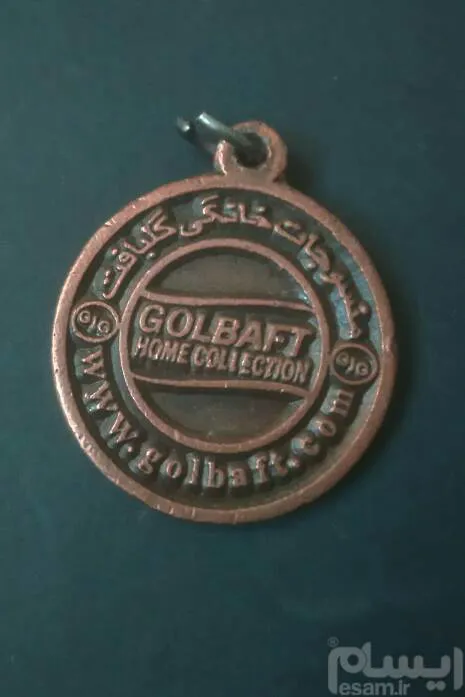 منسوجات خانگی گلبافت
GOLBAFT
HOME COLLECTION
www.golbaft.com
ایسام®
esam.ir